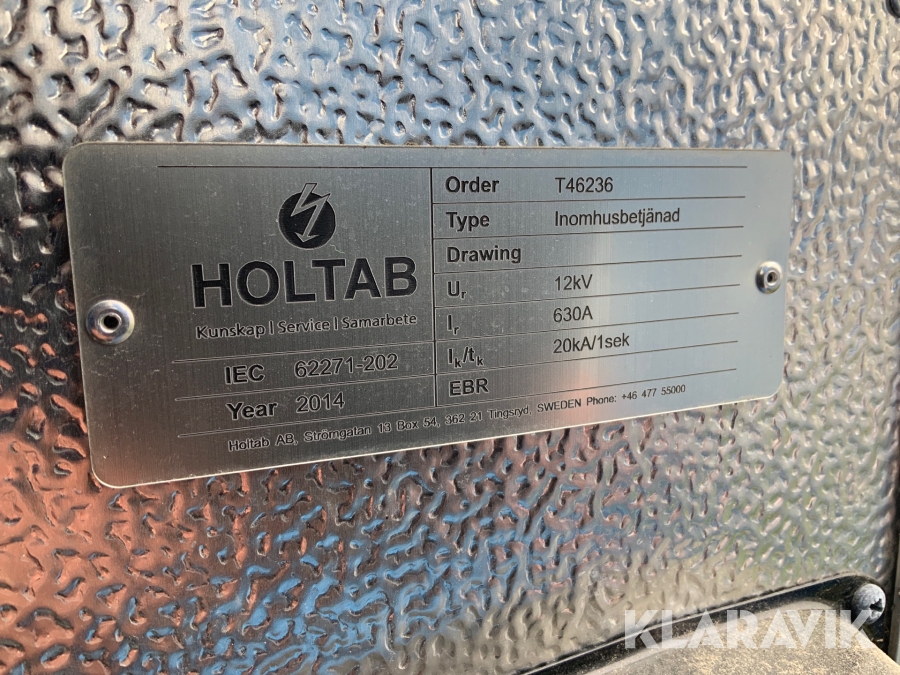 HOLTAB
Kunskap | Service | Samarbete
IEC 62271-202
Year 2014
Order T46236
Type Inomhusbetjänad
Drawing
Ur 12kV
Ir 630A
Ik/tk 20kA/1sek
EBR
Holtab AB, Strömgatan 13 Box 54, 362 21 Tingsryd, SWEDEN Phone: +46 477 55000
KLARAVIK